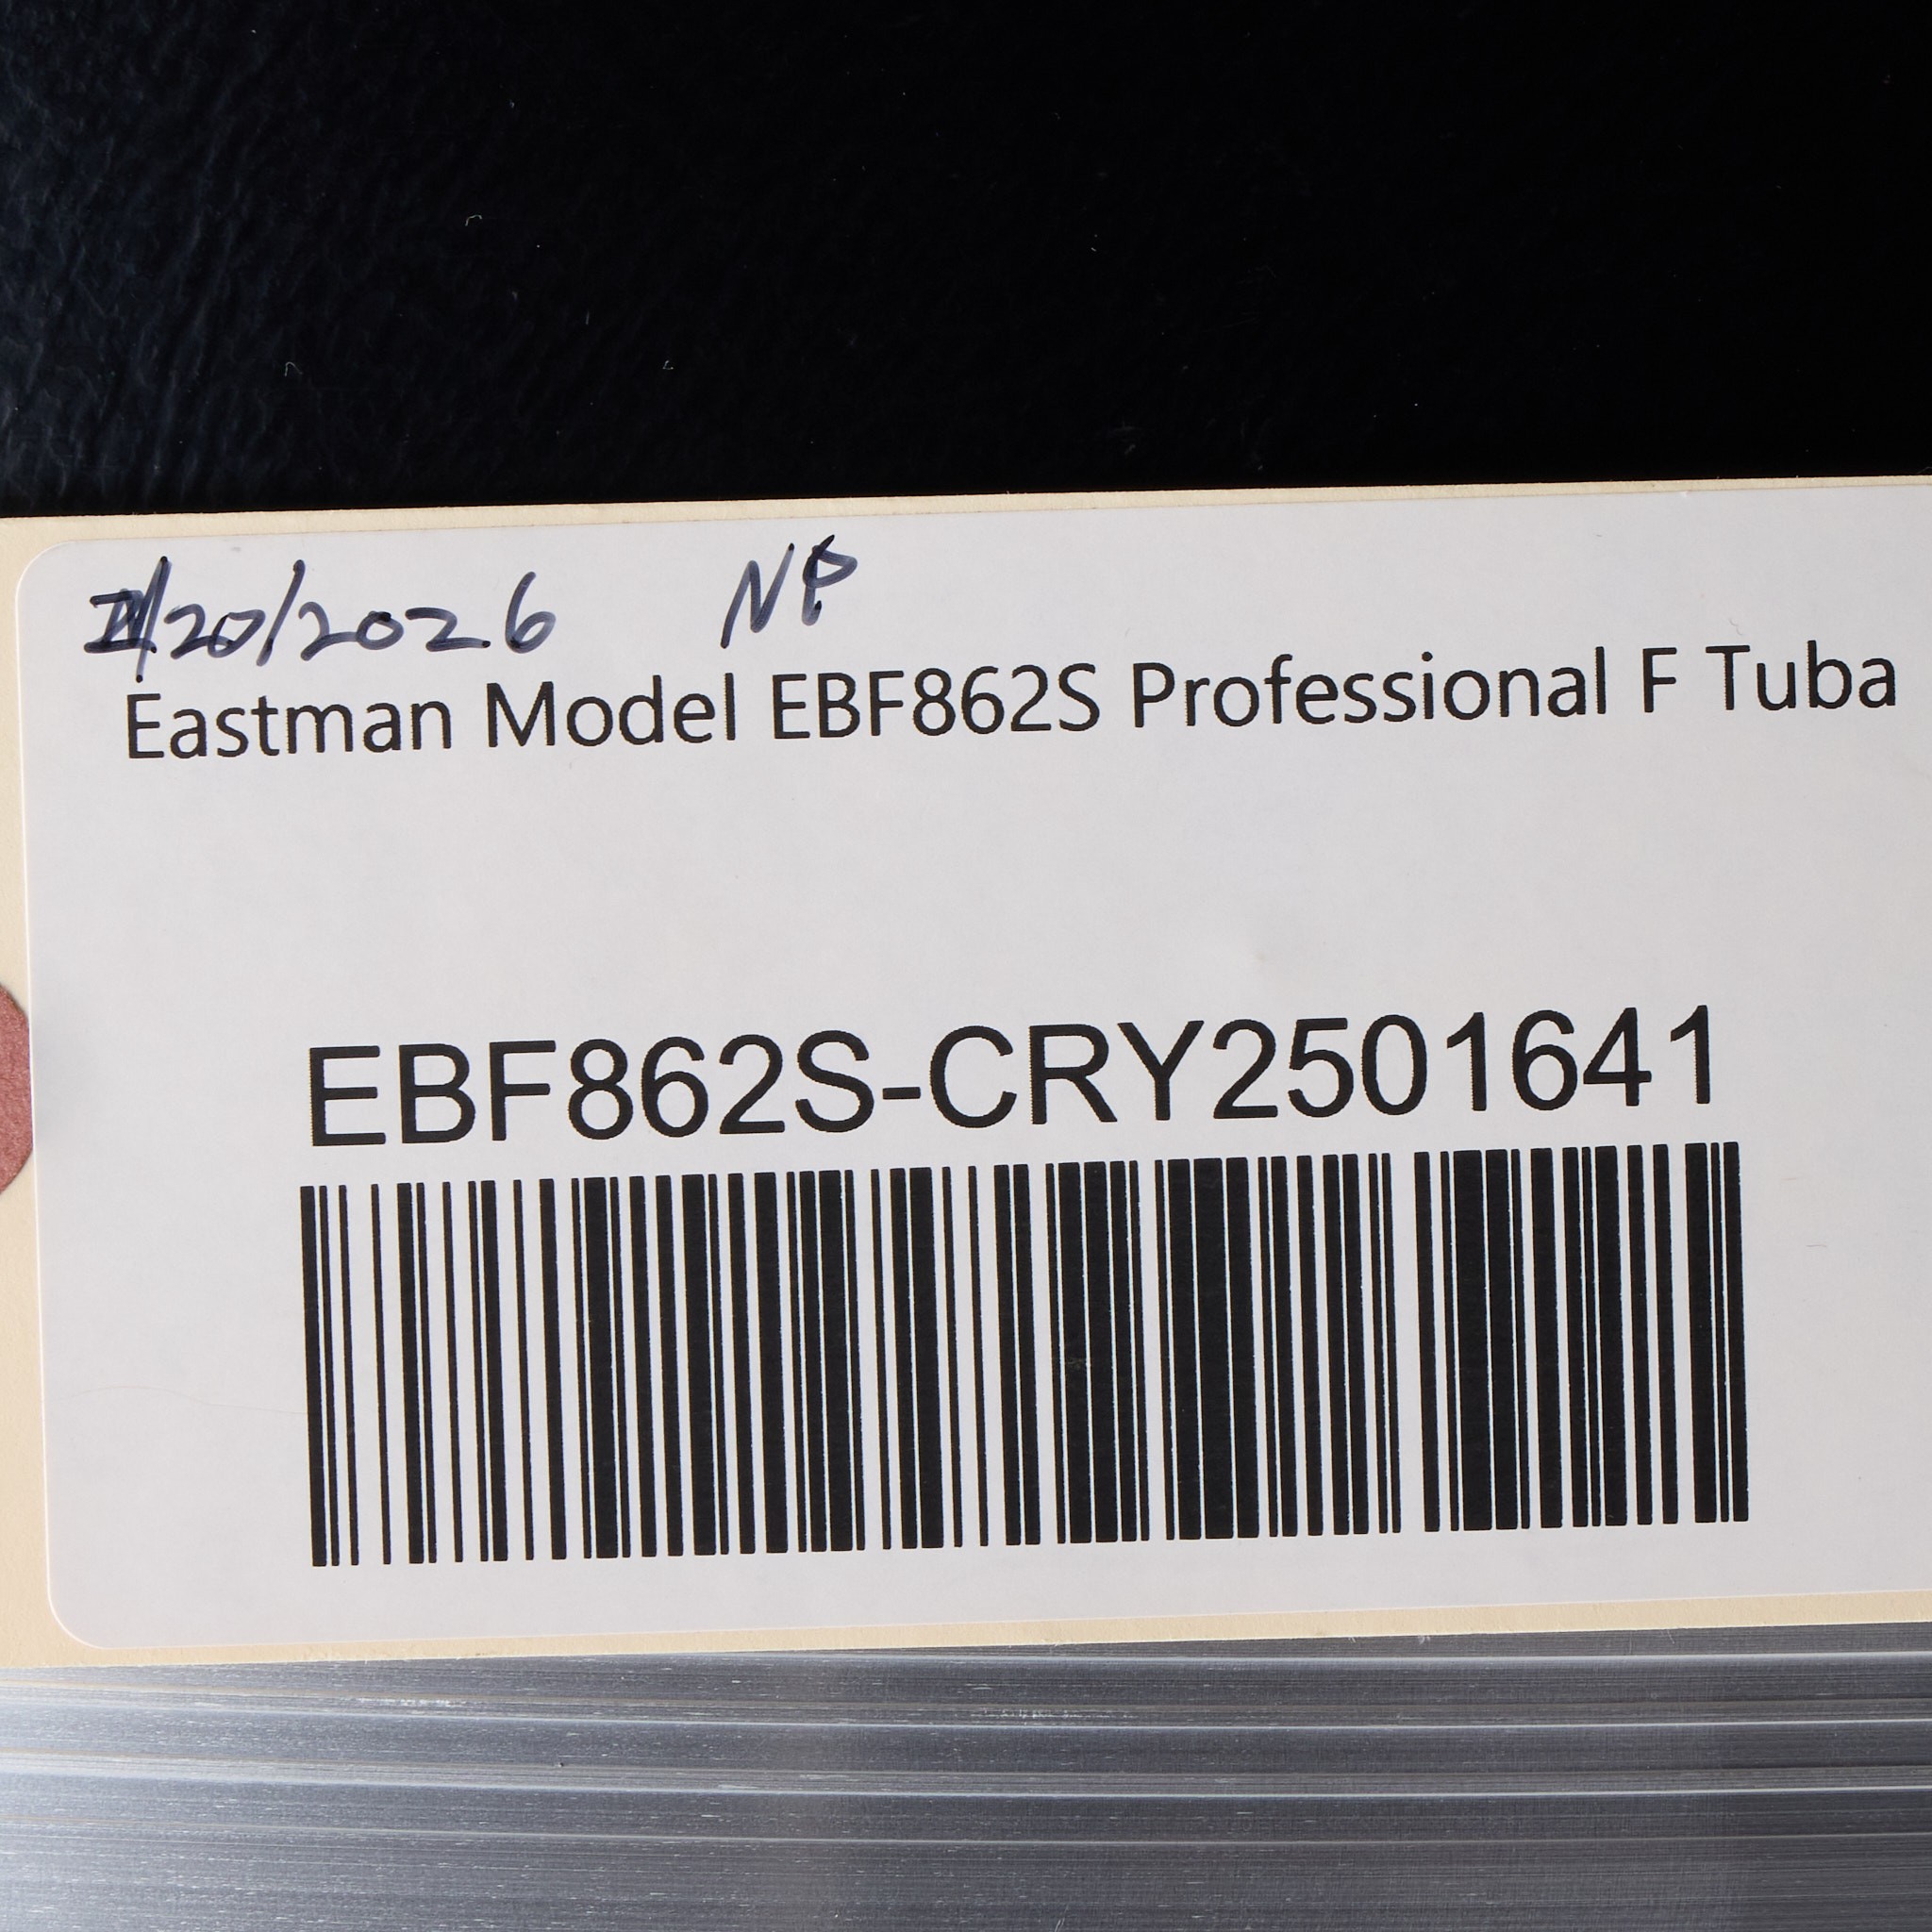 /20/2026 NP
Eastman Model EBF862S Professional F Tuba
EBF862S-CRY2501641